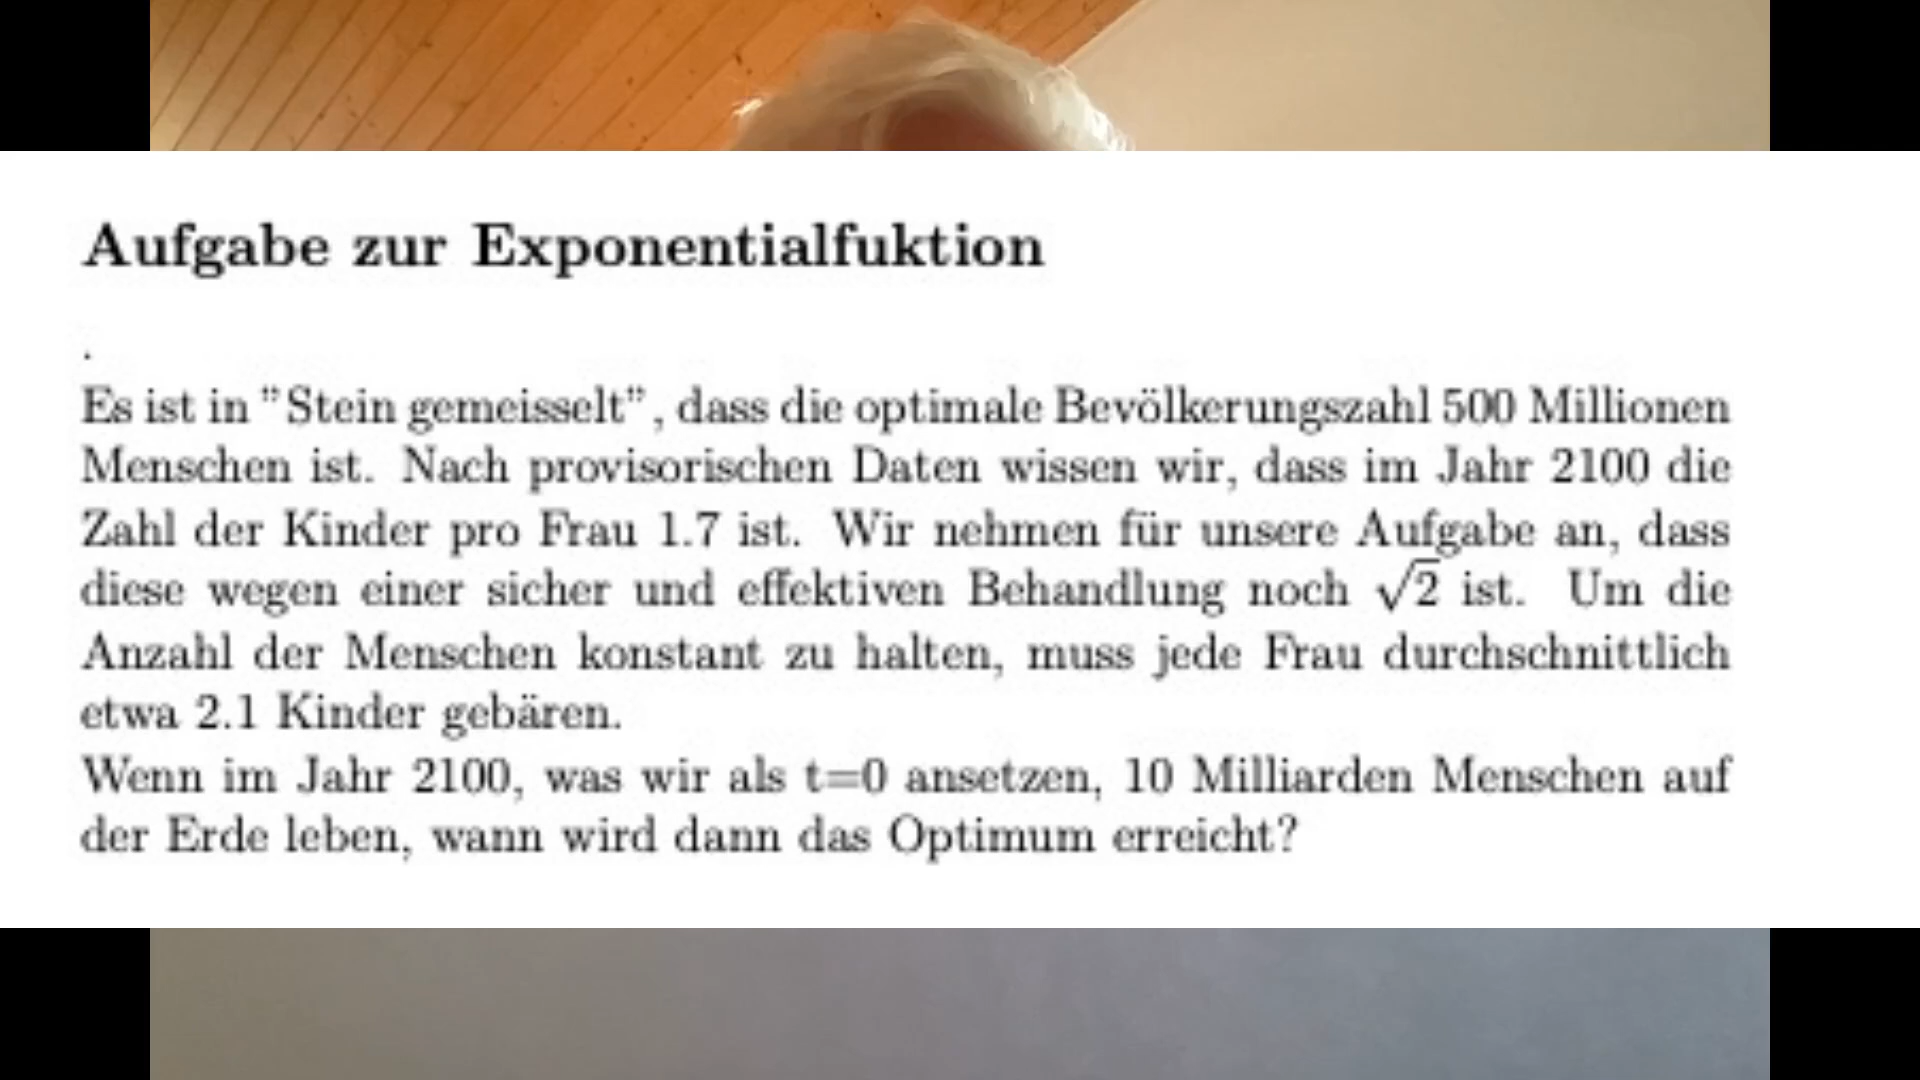 Aufgabe zur Exponentialfuktion
.
Es ist in "Stein gemeisselt", dass die optimale Bevölkerungszahl 500 Millionen
Menschen ist. Nach provisorischen Daten wissen wir, dass im Jahr 2100 die
Zahl der Kinder pro Frau 1.7 ist. Wir nehmen für unsere Aufgabe an, dass
diese wegen einer sicher und effektiven Behandlung noch √2 ist. Um die
Anzahl der Menschen konstant zu halten, muss jede Frau durchschnittlich
etwa 2.1 Kinder gebären.
Wenn im Jahr 2100, was wir als t=0 ansetzen, 10 Milliarden Menschen auf
der Erde leben, wann wird dann das Optimum erreicht?